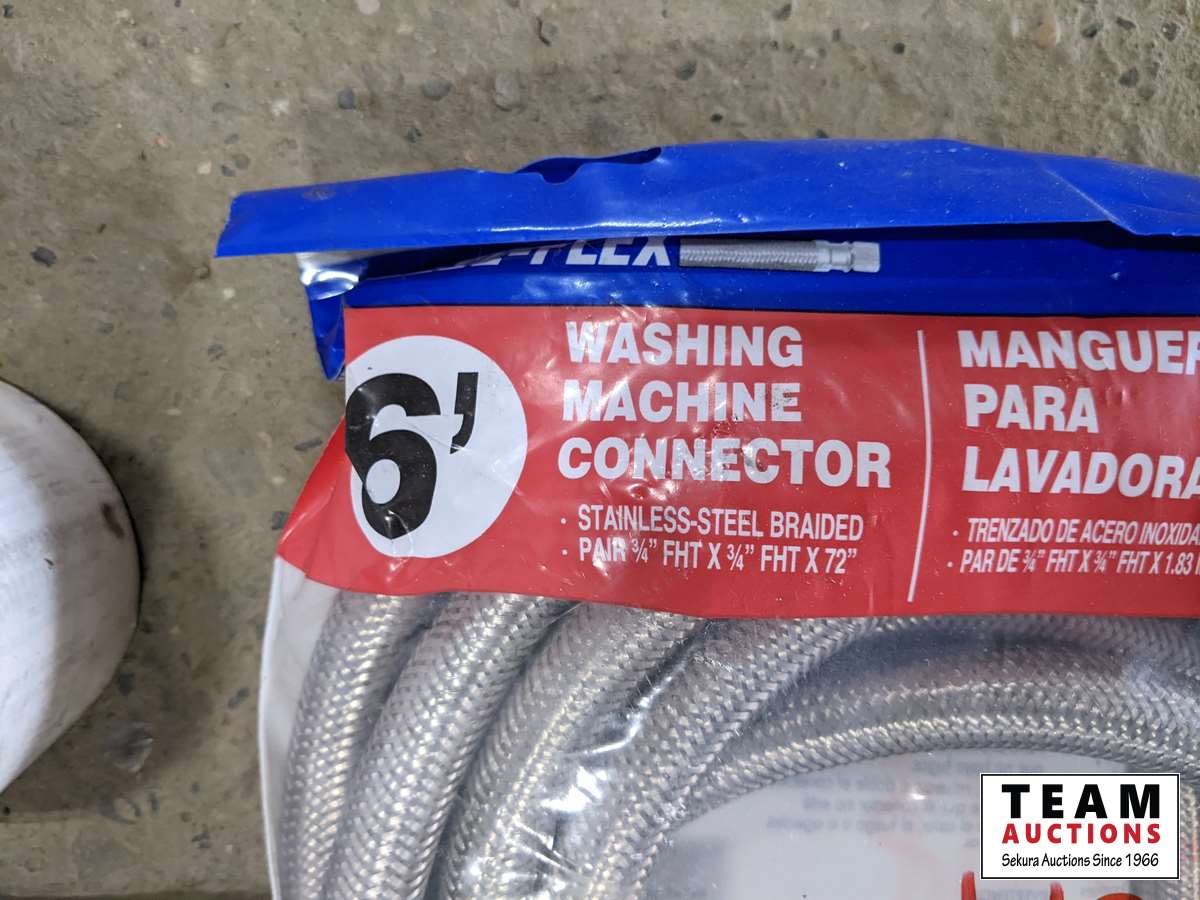 -FLEX
6'
WASHING
MACHINE
CONNECTOR
· STAINLESS-STEEL BRAIDED
· PAIR ¾" FHT X ¾" FHT X 72"
MANGUER
PARA
LAVADORA
· TRENZADO DE ACERO INOXIDA
· PAR DE ¾" FHT X ¾" FHT X 1.83
TEAM
AUCTIONS
Sekura Auctions Since 1966